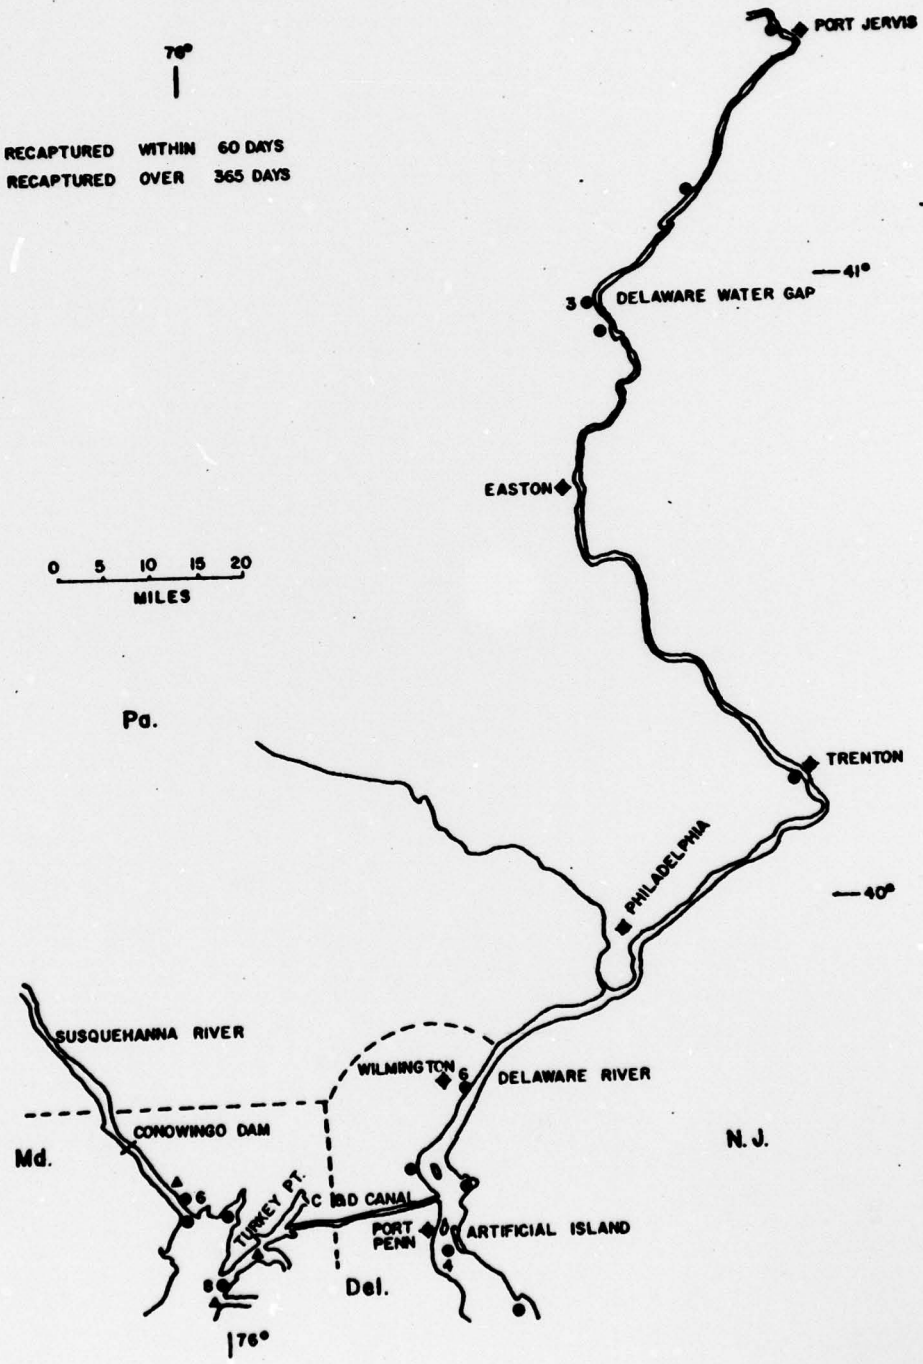 PORT JERVIS
76°
RECAPTURED WITHIN 60 DAYS
RECAPTURED OVER 365 DAYS
41°
3
DELAWARE WATER GAP
EASTON
0 5 10 15 20
MILES
Pa.
TRENTON
PHILADELPHIA
40°
SUSQUEHANNA RIVER
WILMINGTON
6
DELAWARE RIVER
CONOWINGO DAM
N.J.
Md.
6
TURKEY PT.
C & D CANAL
PORT
PENN
ARTIFICIAL ISLAND
4
8
Del.
76°